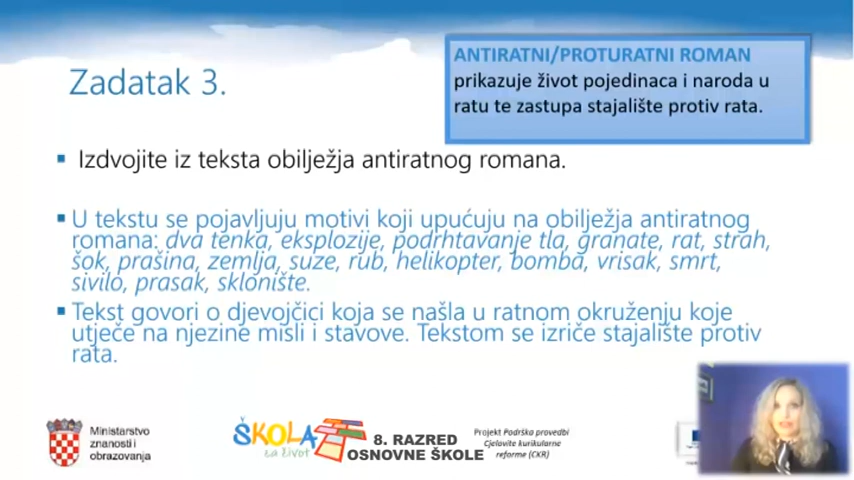 Zadatak 3.
ANTIRATNI/PROTURATNI ROMAN
prikazuje život pojedinaca i naroda u
ratu te zastupa stajalište protiv rata.
Izdvojite iz teksta obilježja antiratnog romana.
U tekstu se pojavljuju motivi koji upućuju na obilježja antiratnog
romana: dva tenka, eksplozije, podrhtavanje tla, granate, rat, strah,
šok, prašina, zemlja, suze, rub, helikopter, bomba, vrisak, smrt,
sivilo, prasak, sklonište.
Tekst govori o djevojčici koja se našla u ratnom okruženju koje
utječe na njezine misli i stavove. Tekstom se izriče stajalište protiv
rata.
Ministarstvo
znanosti i
obrazovanja
ŠKOLA
za život
8. RAZRED
OSNOVNE ŠKOLE
Projekt Podrška provedbi
Cjelovite kurikularne
reforme (CKR)